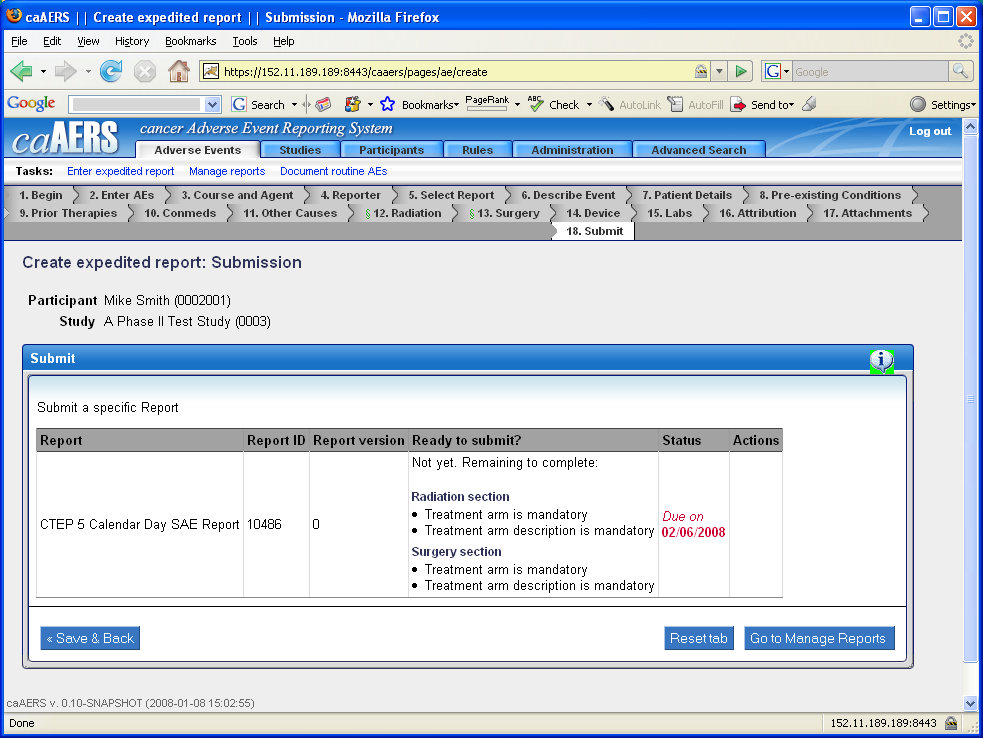 caAERS || Create expedited report || Submission - Mozilla Firefox
File Edit View History Bookmarks Tools Help
https://152.11.189.189:8443/caaers/pages/ae/create
G Google
Google G Search Bookmarks PageRank ABC Check AutoLink AutoFill Send to Settings
caAERS cancer Adverse Event Reporting System Log out
Adverse Events Studies Participants Rules Administration Advanced Search
Tasks: Enter expedited report Manage reports Document routine AEs
1. Begin 2. Enter AEs 3. Course and Agent 4. Reporter 5. Select Report 6. Describe Event 7. Patient Details 8. Pre-existing Conditions
9. Prior Therapies 10. Conmeds 11. Other Causes § 12. Radiation § 13. Surgery 14. Device 15. Labs 16. Attribution 17. Attachments
18. Submit
Create expedited report: Submission
Participant Mike Smith (0002001)
Study A Phase II Test Study (0003)
Submit
Submit a specific Report
Report Report ID Report version Ready to submit? Status Actions
Not yet. Remaining to complete:
Radiation section
• Treatment arm is mandatory
• Treatment arm description is mandatory
Surgery section
• Treatment arm is mandatory
• Treatment arm description is mandatory
CTEP 5 Calendar Day SAE Report 10486 0
Due on
02/06/2008
« Save & Back Reset tab Go to Manage Reports
caAERS v. 0.10-SNAPSHOT (2008-01-08 15:02:55)
Done 152.11.189.189:8443